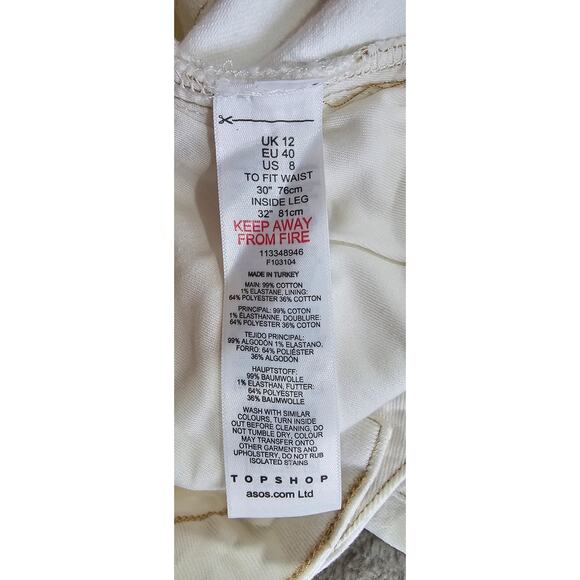 UK 12
EU 40
US 8
TO FIT WAIST
30" 76cm
INSIDE LEG
32" 81cm
KEEP AWAY
FROM FIRE
113348946
F103104
MADE IN TURKEY
MAIN: 99% COTTON
1% ELASTANE, LINING:
64% POLYESTER 36% COTTON
PRINCIPAL: 99% COTON
1% ÉLASTHANNE, DOUBLURE:
64% POLYESTER 36% COTON
TEJIDO PRINCIPAL:
99% ALGODÓN 1% ELASTANO,
FORRO: 64% POLIÉSTER
36% ALGODÓN
HAUPTSTOFF:
99% BAUMWOLLE
1% ELASTHAN, FUTTER:
64% POLYESTER
36% BAUMWOLLE
WASH WITH SIMILAR
COLOURS, TURN INSIDE
OUT BEFORE CLEANING, DO
NOT TUMBLE DRY, COLOUR
MAY TRANSFER ONTO
OTHER GARMENTS AND
UPHOLSTERY, DO NOT RUB
ISOLATED STAINS
TOPSHOP
asos.com Ltd